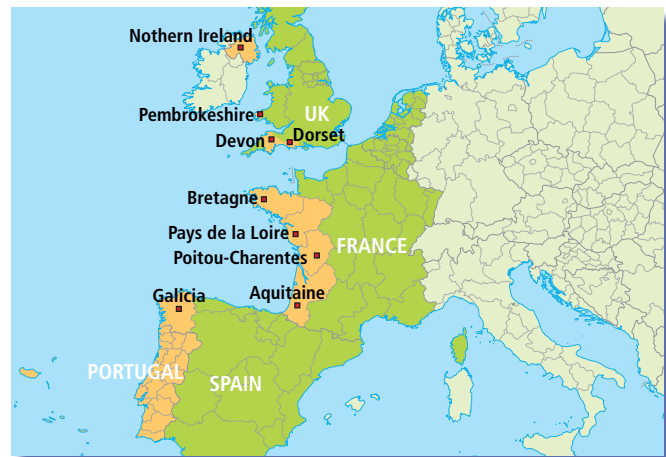 Nothern Ireland
Pembrokeshire
UK
Devon
Dorset
Bretagne
Pays de la Loire
FRANCE
Poitou-Charentes
Galicia
Aquitaine
PORTUGAL
SPAIN